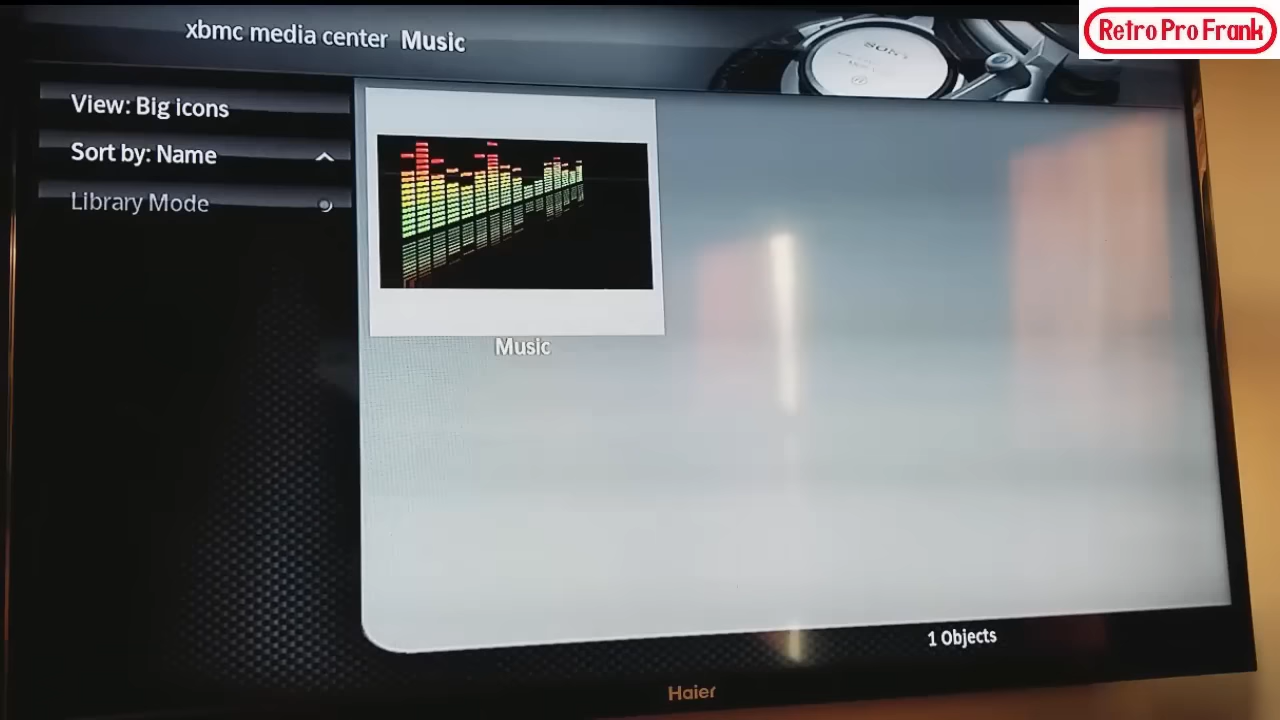 Retro Pro Frank
xbmc media center Music
SONY
View: Big icons
Sort by: Name
Library Mode
Music
1 Objects
Haier